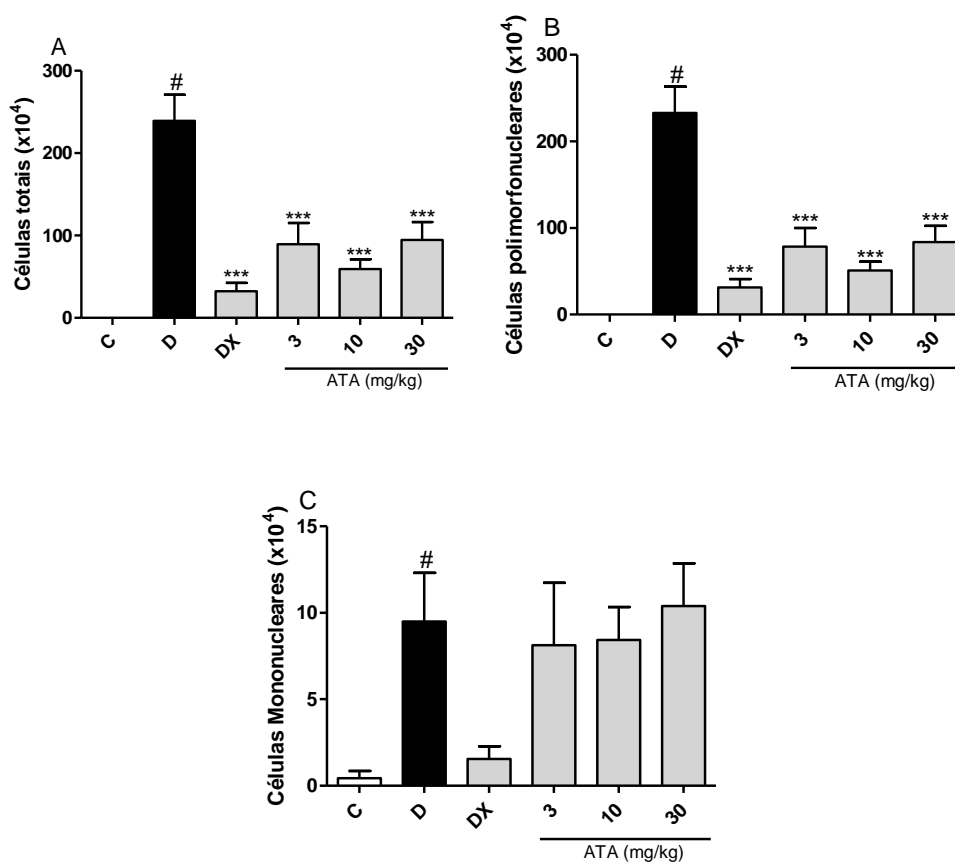 A
Células totais (x10⁴)
300
200
100
0
#
***
***
***
***
C
D
DX
3
10
30
ATA (mg/kg)
B
Células polimorfonucleares (x10⁴)
300
200
100
0
#
***
***
***
***
C
D
DX
3
10
30
ATA (mg/kg)
C
Células Mononucleares (x10⁴)
15
10
5
0
#
C
D
DX
3
10
30
ATA (mg/kg)